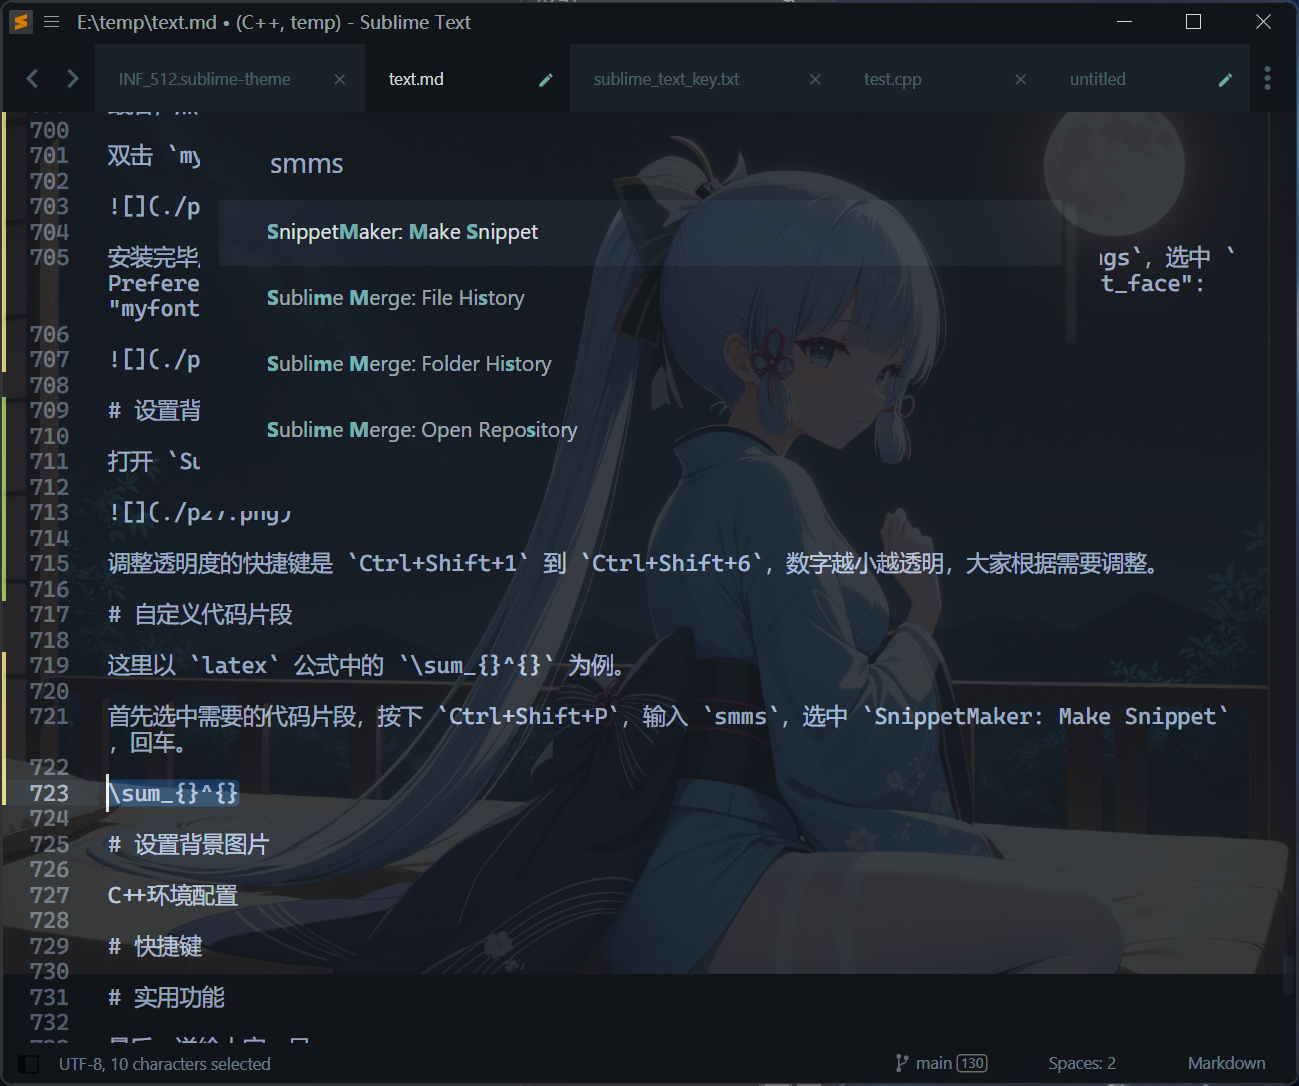 E:\temp\text.md • (C++, temp) - Sublime Text
INF_512.sublime-theme
text.md
sublime_text_key.txt
test.cpp
untitled
smms
SnippetMaker: Make Snippet
Sublime Merge: File History
Sublime Merge: Folder History
Sublime Merge: Open Repository
700
701 双击 `my
702
703 ![](./p
704
705 安装完毕 ngs`，选中 `
Prefere t_face":
"myfont
706
707 ![](./p
708
709 # 设置背
710
711 打开 `Su
712
713 ![](./p27.png)
714
715 调整透明度的快捷键是 `Ctrl+Shift+1` 到 `Ctrl+Shift+6`，数字越小越透明，大家根据需要调整。
716
717 # 自定义代码片段
718
719 这里以 `latex` 公式中的 `\sum_{}^{}` 为例。
720
721 首先选中需要的代码片段，按下 `Ctrl+Shift+P`，输入 `smms`，选中 `SnippetMaker: Make Snippet`
，回车。
722
723 \sum_{}^{}
724
725 # 设置背景图片
726
727 C++环境配置
728
729 # 快捷键
730
731 # 实用功能
732
UTF-8, 10 characters selected
main 130
Spaces: 2
Markdown